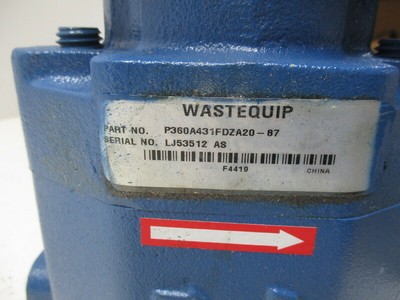 WASTEQUIP
PART NO. P360A431FDZA20-87
SERIAL NO. LJ53512 AS
F4419 CHINA